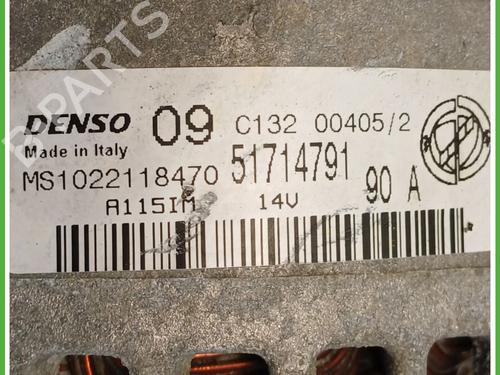 DENSO 09 C132 00405/2
Made in Italy
MS1022118470 51714791
A115IM 14V 90 A